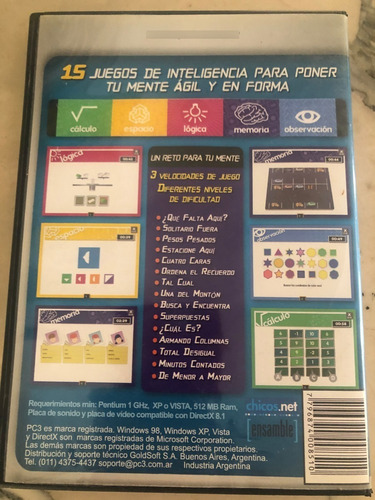 15 JUEGOS DE INTELIGENCIA PARA PONER
TU MENTE ÁGIL Y EN FORMA
cálculo
espacio
lógica
memoria
observación
lógica
memoria
UN RETO PARA TU MENTE
3 VELOCIDADES DE JUEGO
DIFERENTES NIVELES
DE DIFICULTAD
¿QUÉ FALTA AQUÍ?
SOLITARIO FUERA
PESOS PESADOS
ESTACIONE AQUÍ
CUATRO CARAS
ORDENA EL RECUERDO
TAL CUAL
UNA DEL MONTÓN
BUSCA Y ENCUENTRA
SUPERPUESTAS
¿CUÁL ES?
ARMANDO COLUMNAS
TOTAL DESIGUAL
MINUTOS CONTADOS
DE MENOR A MAYOR
espacio
observación
memoria
cálculo
Requerimientos min: Pentium 1 GHz, XP o VISTA, 512 MB Ram,
Placa de sonido y placa de video compatible con DirectX 8.1
chicos.net
ensamble
PC3 es marca registrada. Windows 98, Windows XP, Vista
y DirectX son marcas registradas de Microsoft Corporation.
Las demás marcas son propiedad de sus respectivos propietarios.
Distribución y soporte técnico GoldSoft S.A. Buenos Aires, Argentina.
Tel. (011) 4375-4437 soporte@pc3.com.ar Industria Argentina